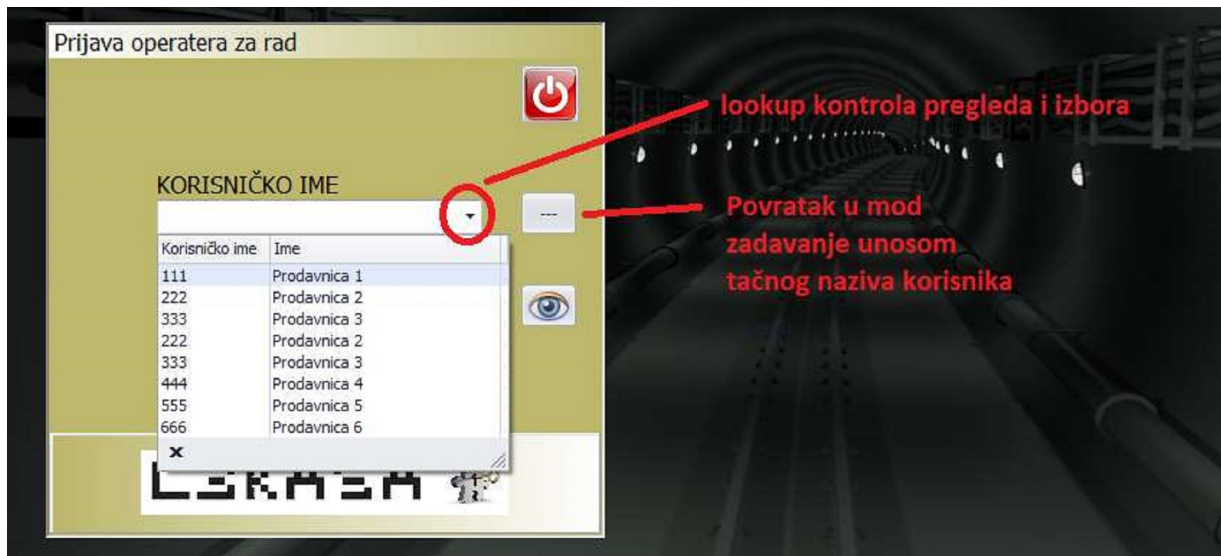 Prijava operatera za rad
lookup kontrola pregleda i izbora
KORISNIČKO IME
---
Povratak u mod
zadavanje unosom
tačnog naziva korisnika
Korisničko ime Ime
111 Prodavnica 1
222 Prodavnica 2
333 Prodavnica 3
222 Prodavnica 2
333 Prodavnica 3
444 Prodavnica 4
555 Prodavnica 5
666 Prodavnica 6
x